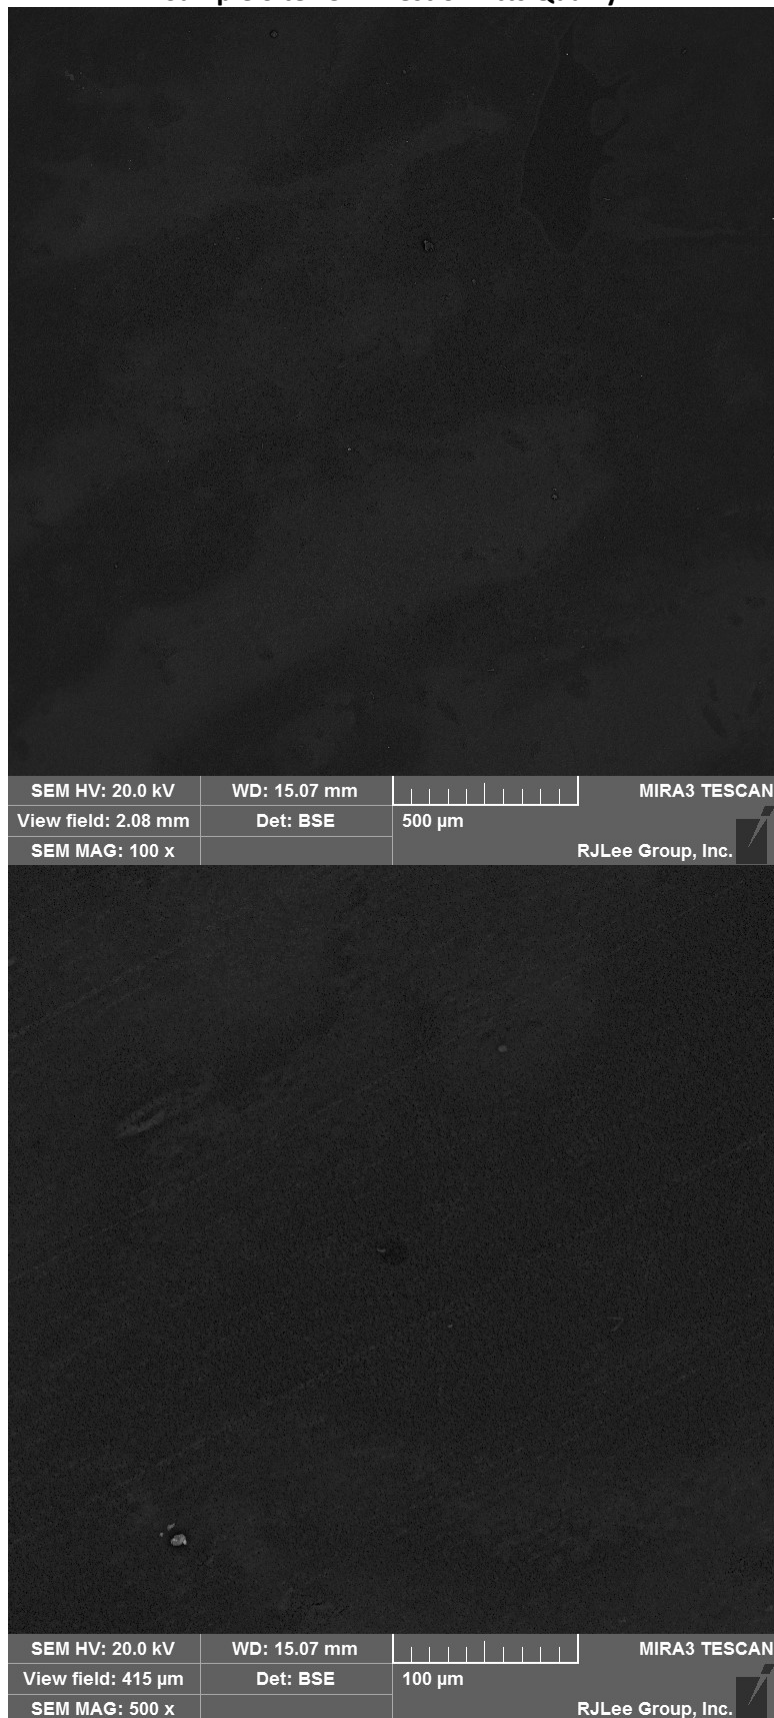 SEM HV: 20.0 kV WD: 15.07 mm MIRA3 TESCAN
View field: 2.08 mm Det: BSE 500 µm
SEM MAG: 100 x RJLee Group, Inc.
SEM HV: 20.0 kV WD: 15.07 mm MIRA3 TESCAN
View field: 415 µm Det: BSE 100 µm
SEM MAG: 500 x RJLee Group, Inc.